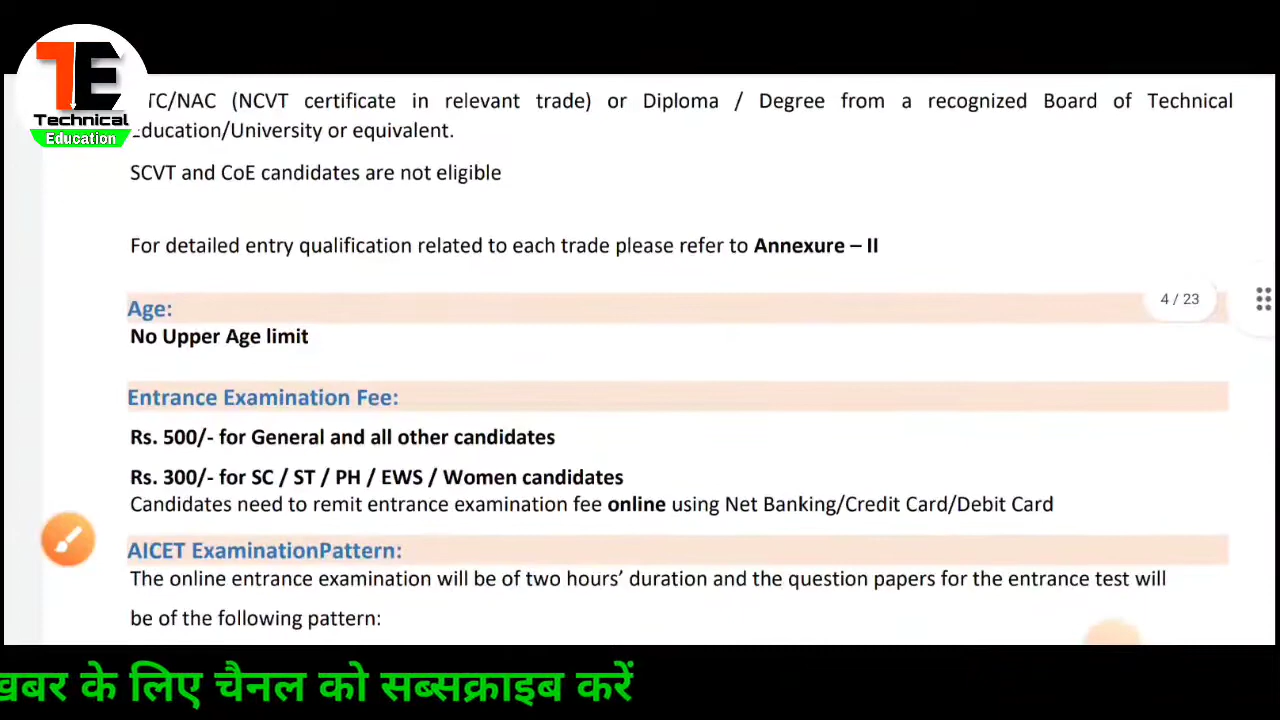 TE
Technical
Education
TC/NAC (NCVT certificate in relevant trade) or Diploma / Degree from a recognized Board of Technical
Education/University or equivalent.
SCVT and CoE candidates are not eligible
For detailed entry qualification related to each trade please refer to Annexure – II
4 / 23
Age:
No Upper Age limit
Entrance Examination Fee:
Rs. 500/- for General and all other candidates
Rs. 300/- for SC / ST / PH / EWS / Women candidates
Candidates need to remit entrance examination fee online using Net Banking/Credit Card/Debit Card
AICET ExaminationPattern:
The online entrance examination will be of two hours’ duration and the question papers for the entrance test will
be of the following pattern:
खबर के लिए चैनल को सब्सक्राइब करें